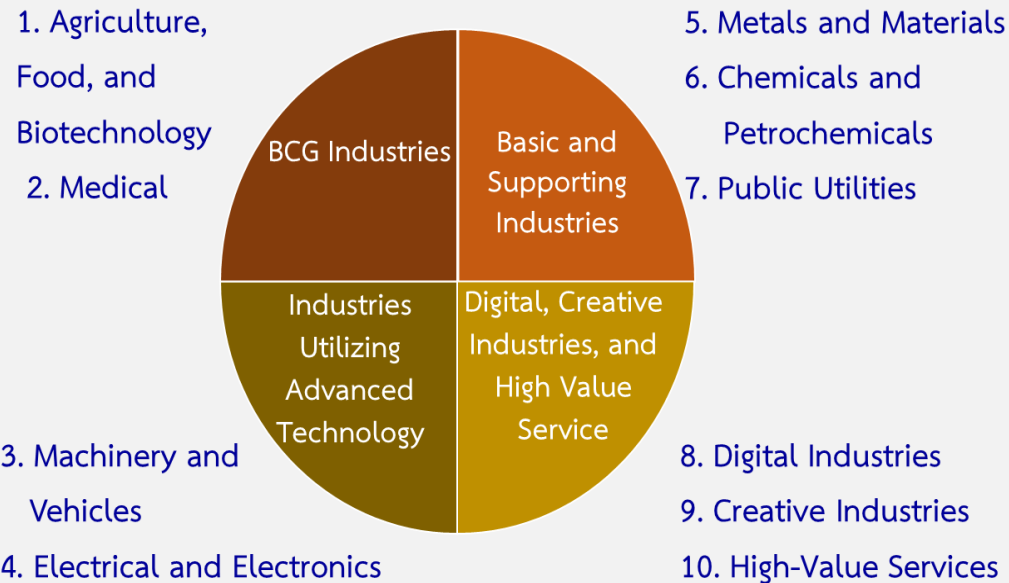 1. Agriculture,
Food, and
Biotechnology
2. Medical
BCG Industries
Basic and
Supporting
Industries
5. Metals and Materials
6. Chemicals and
Petrochemicals
7. Public Utilities
Industries
Utilizing
Advanced
Technology
3. Machinery and
Vehicles
4. Electrical and Electronics
Digital, Creative
Industries, and
High Value
Service
8. Digital Industries
9. Creative Industries
10. High-Value Services